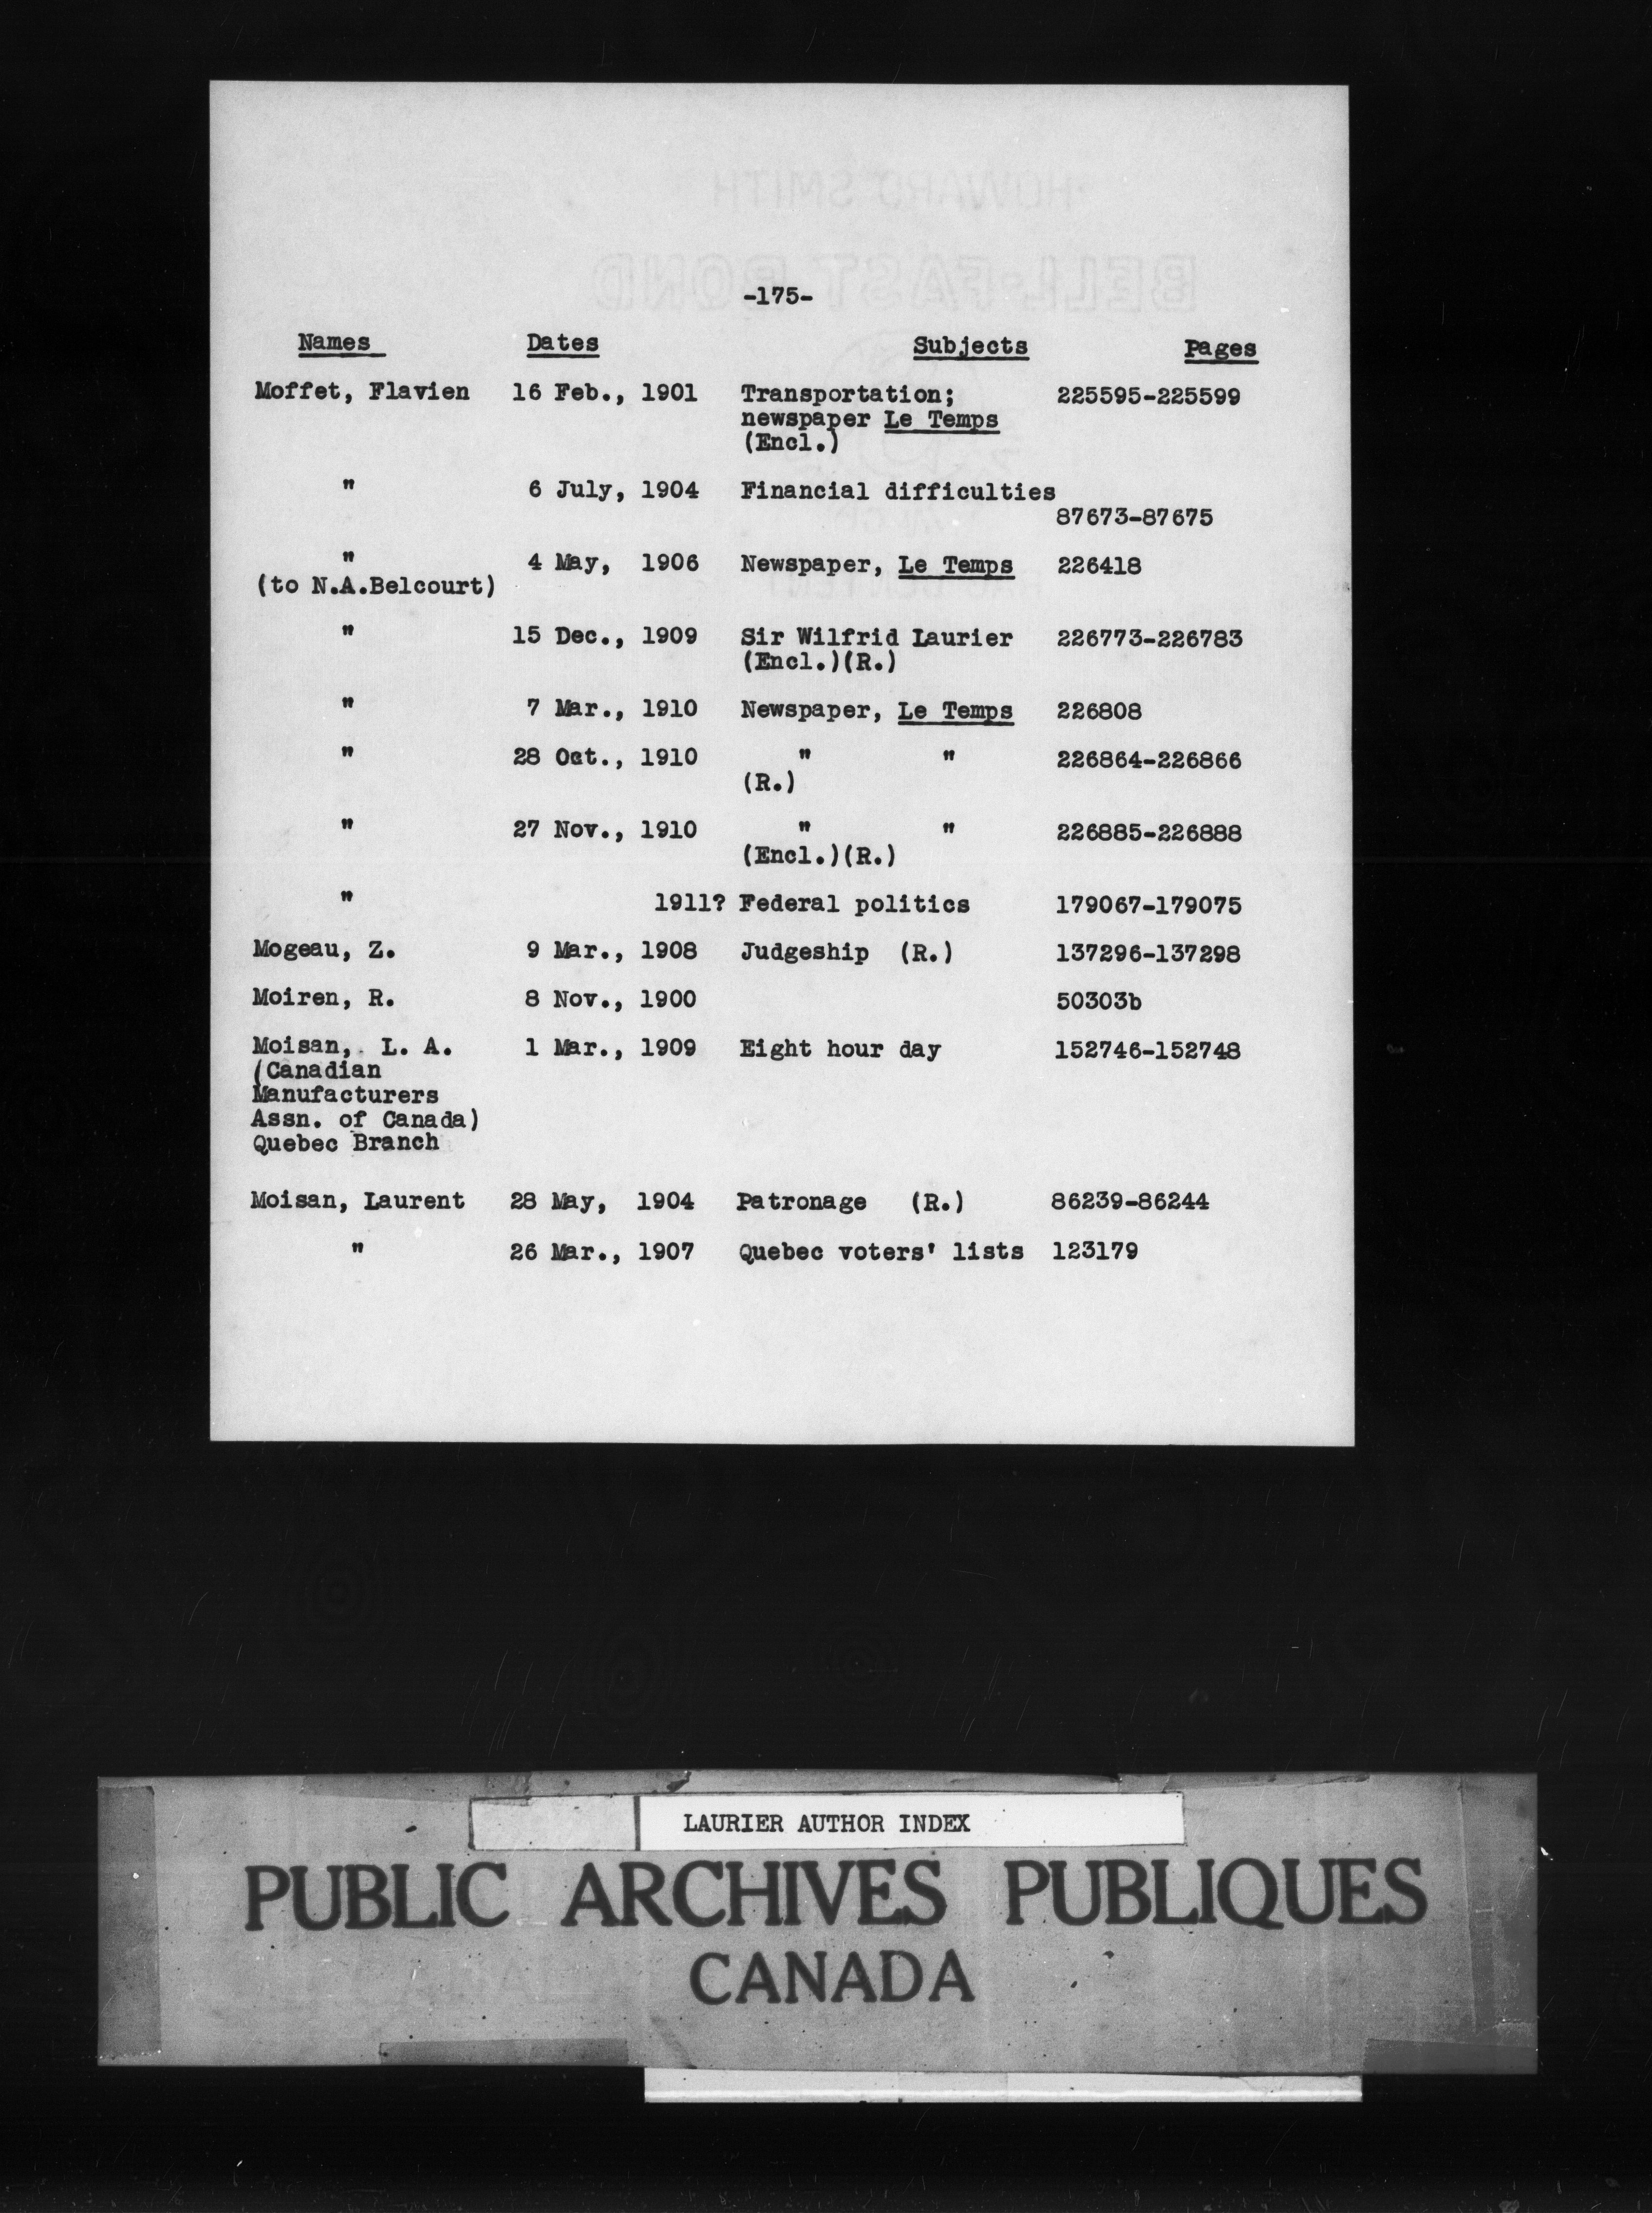 -175-
Names Dates Subjects Pages
Moffet, Flavien 16 Feb., 1901 Transportation; 225595-225599
newspaper Le Temps
(Encl.)
" 6 July, 1904 Financial difficulties
87673-87675
" 4 May, 1906 Newspaper, Le Temps 226418
(to N.A.Belcourt)
" 15 Dec., 1909 Sir Wilfrid Laurier 226773-226783
(Encl.)(R.)
" 7 Mar., 1910 Newspaper, Le Temps 226808
" 28 Oct., 1910 " " 226864-226866
(R.)
" 27 Nov., 1910 " " 226885-226888
(Encl.)(R.)
" 1911? Federal politics 179067-179075
Mogeau, Z. 9 Mar., 1908 Judgeship (R.) 137296-137298
Moiren, R. 8 Nov., 1900 50303b
Moisan, L. A. 1 Mar., 1909 Eight hour day 152746-152748
(Canadian
Manufacturers
Assn. of Canada)
Quebec Branch
Moisan, Laurent 28 May, 1904 Patronage (R.) 86239-86244
" 26 Mar., 1907 Quebec voters' lists 123179
LAURIER AUTHOR INDEX
PUBLIC ARCHIVES PUBLIQUES
CANADA